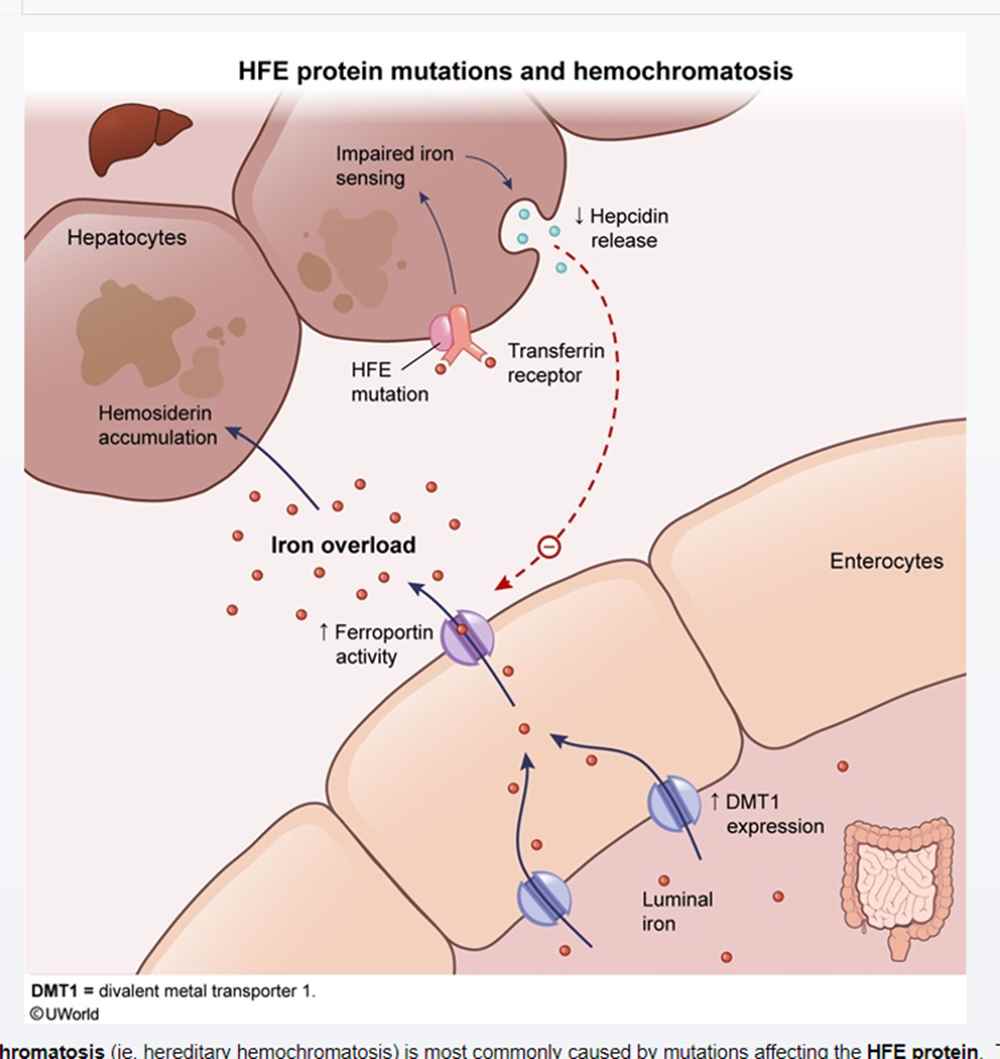 HFE protein mutations and hemochromatosis
Impaired iron
sensing
↓ Hepcidin
release
Hepatocytes
HFE
mutation
Transferrin
receptor
Hemosiderin
accumulation
Iron overload
Enterocytes
↑ Ferroportin
activity
↑ DMT1
expression
Luminal
iron
DMT1 = divalent metal transporter 1.
©UWorld
hromatosis (ie, hereditary hemochromatosis) is most commonly caused by mutations affecting the HFE protein.